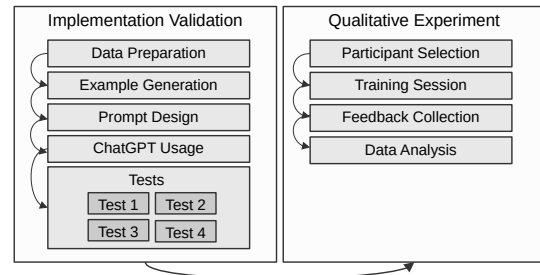 Implementation Validation
Data Preparation
Example Generation
Prompt Design
ChatGPT Usage
Tests
Test 1
Test 2
Test 3
Test 4
Qualitative Experiment
Participant Selection
Training Session
Feedback Collection
Data Analysis